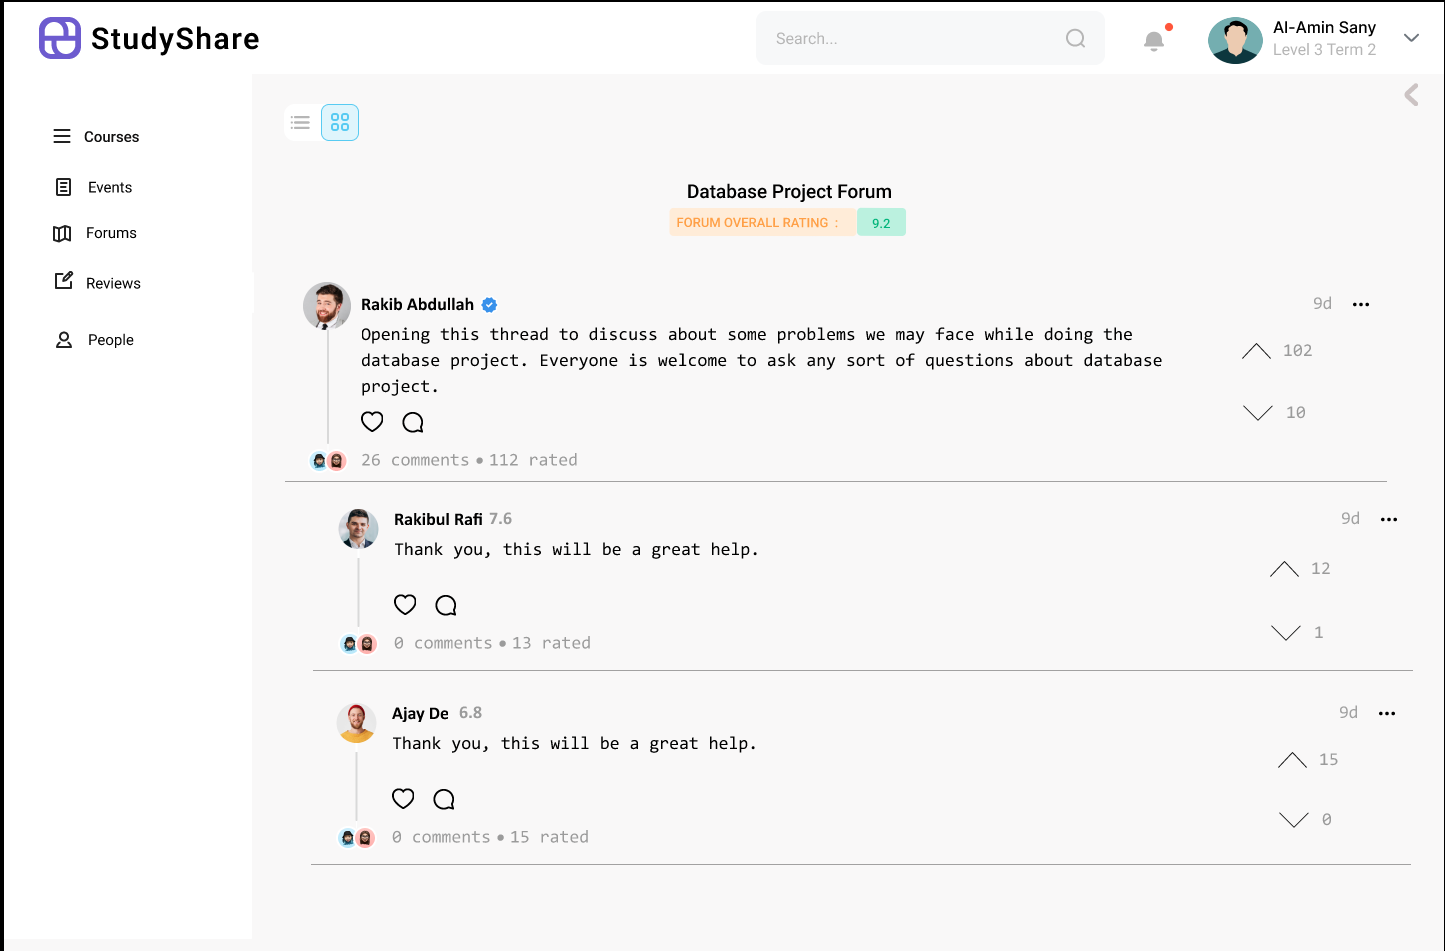 StudyShare
Search...
Al-Amin Sany
Level 3 Term 2
Courses
Events
Forums
Reviews
People
Database Project Forum
FORUM OVERALL RATING : 9.2
Rakib Abdullah
9d
Opening this thread to discuss about some problems we may face while doing the
database project. Everyone is welcome to ask any sort of questions about database
project.
102
10
26 comments • 112 rated
Rakibul Rafi 7.6
9d
Thank you, this will be a great help.
12
1
0 comments • 13 rated
Ajay De 6.8
9d
Thank you, this will be a great help.
15
0
0 comments • 15 rated